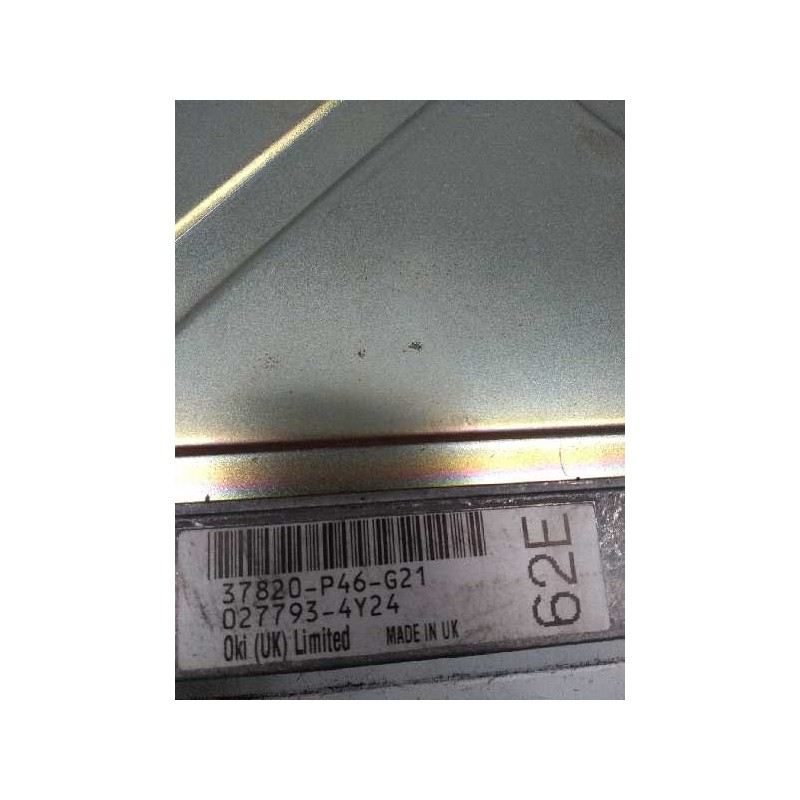 37820-P46-G21
027793-4Y24
Oki (UK) Limited MADE IN UK
62E